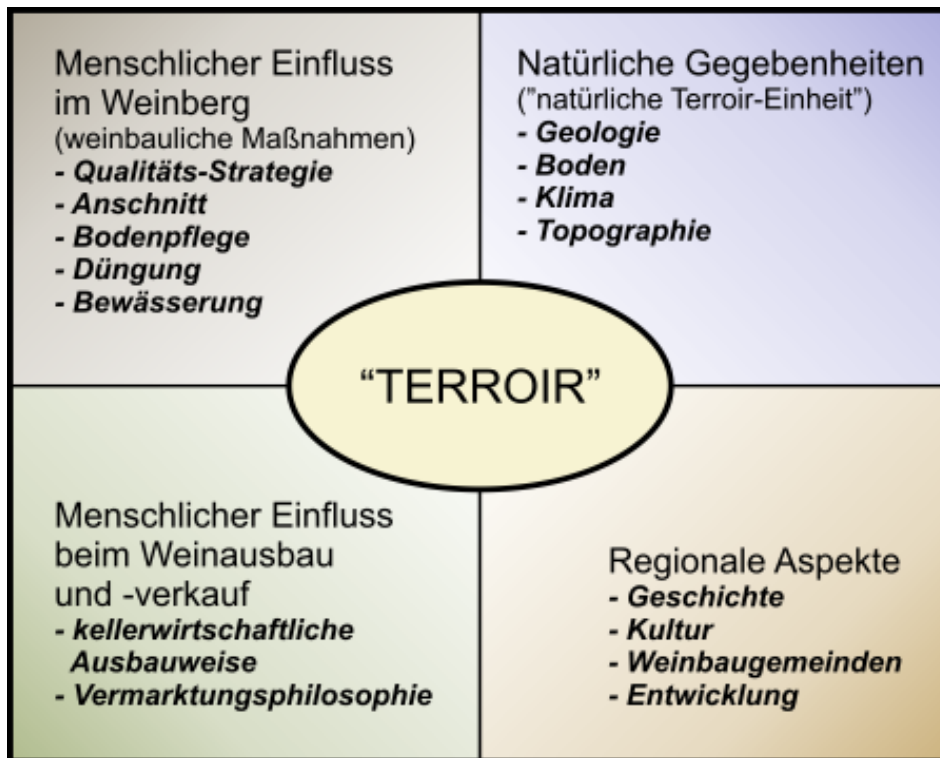 Menschlicher Einfluss
im Weinberg
(weinbauliche Maßnahmen)
- Qualitäts-Strategie
- Anschnitt
- Bodenpflege
- Düngung
- Bewässerung
Natürliche Gegebenheiten
("natürliche Terroir-Einheit")
- Geologie
- Boden
- Klima
- Topographie
“TERROIR”
Menschlicher Einfluss
beim Weinausbau
und -verkauf
- kellerwirtschaftliche
Ausbauweise
- Vermarktungsphilosophie
Regionale Aspekte
- Geschichte
- Kultur
- Weinbaugemeinden
- Entwicklung